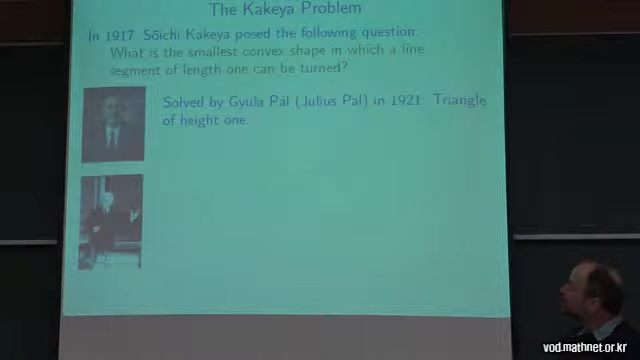 The Kakeya Problem
In 1917 Sōichi Kakeya posed the following question:
What is the smallest convex shape in which a line
segment of length one can be turned?
Solved by Gyula Pál (Julius Pal) in 1921: Triangle
of height one.
vod.mathnet.or.kr